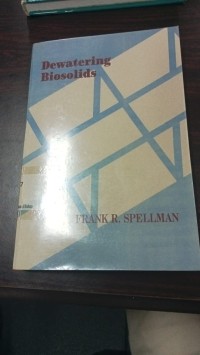 Dewatering
Biosolids
FRANK R. SPELLMAN